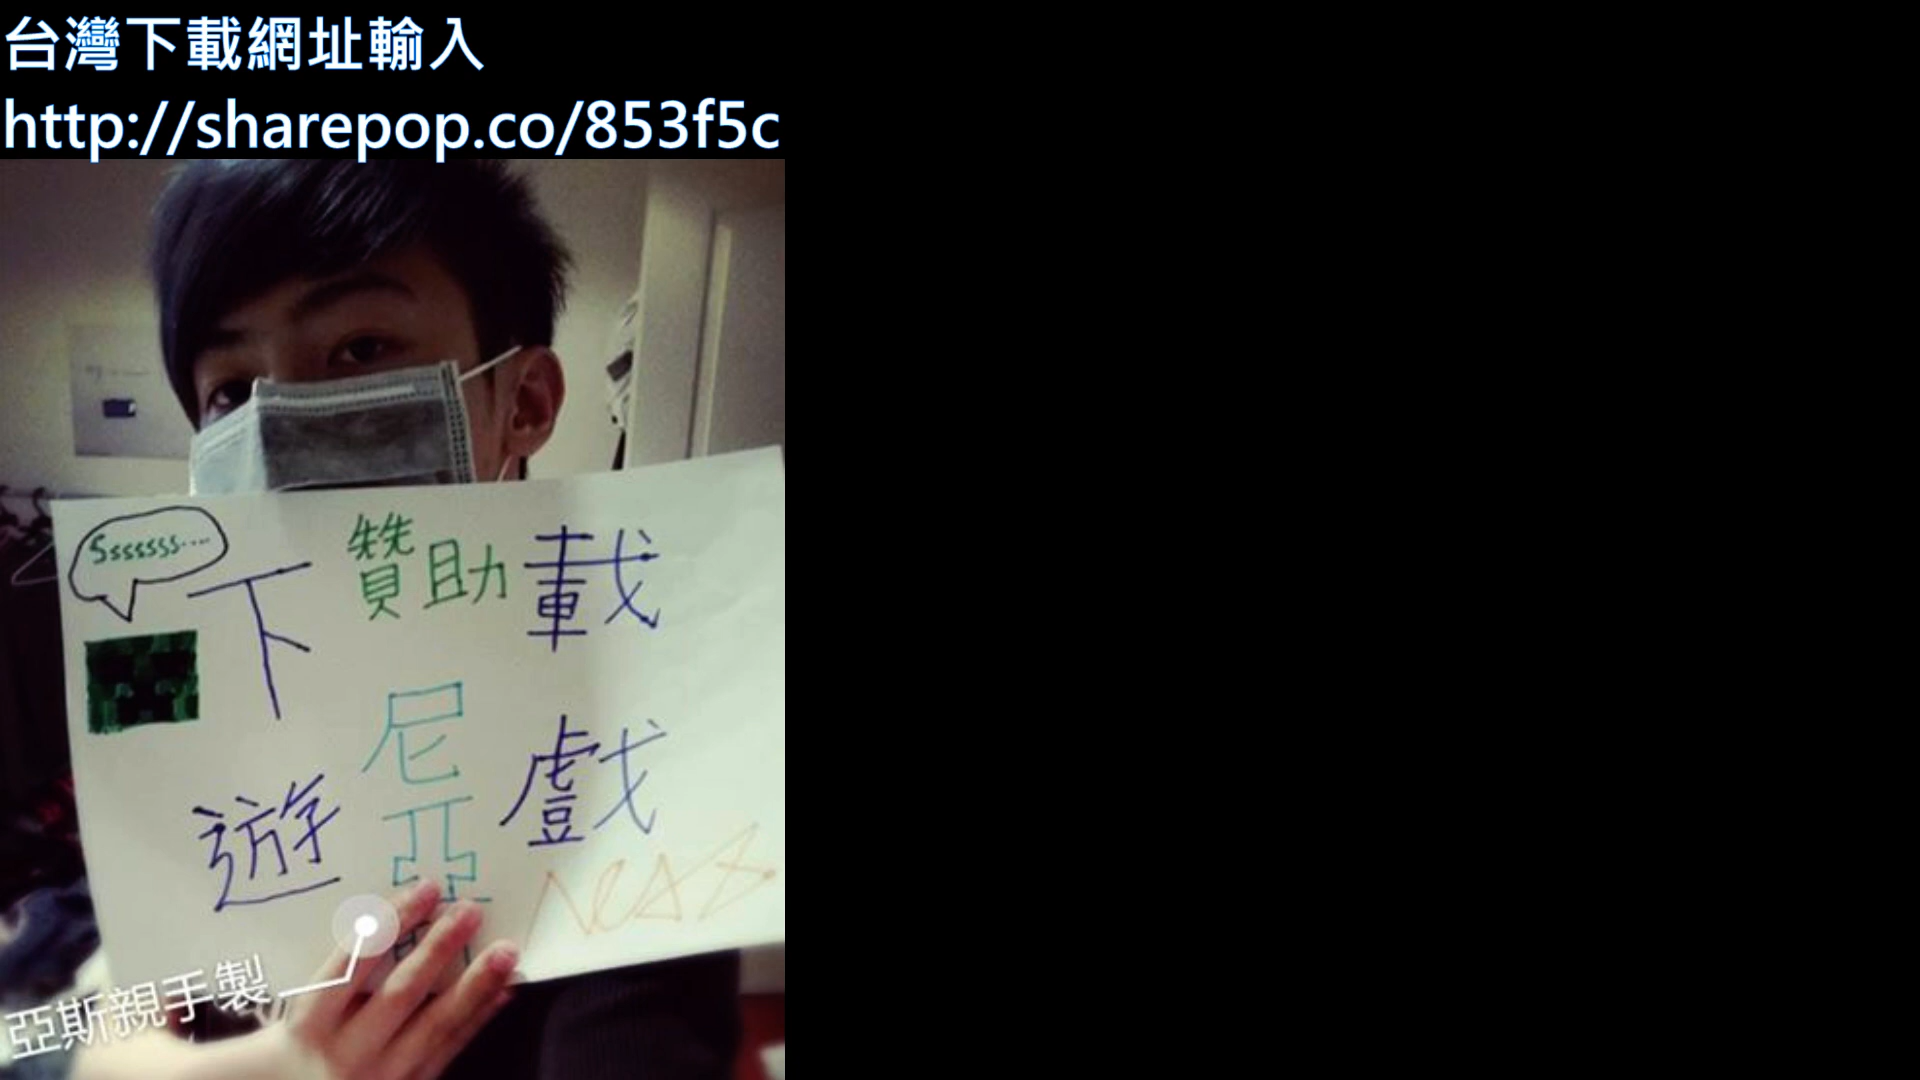 台灣下載網址輸入
http://sharepop.co/853f5c
Sssssss....
下 贊助 載
尼
亞
遊 戲
亞斯親手製